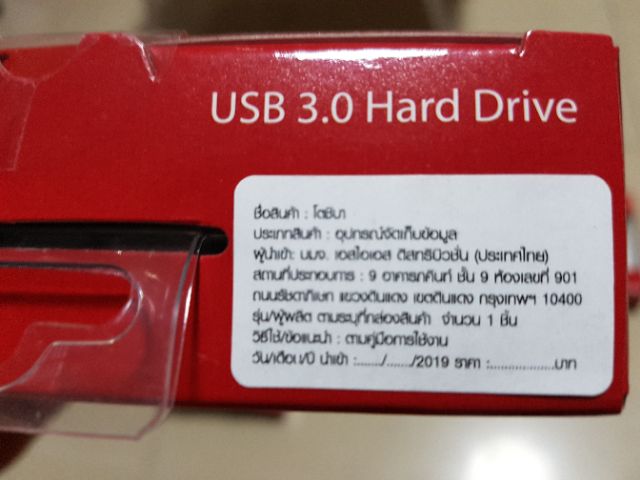 USB 3.0 Hard Drive
ชื่อสินค้า : โตชิบา
ประเภทสินค้า : อุปกรณ์จัดเก็บข้อมูล
ผู้นำเข้า: บมจ. เอสไอเอส ดิสทริบิวชั่น (ประเทศไทย)
สถานที่ประกอบการ : 9 อาคารภคินท์ ชั้น 9 ห้องเลขที่ 901
ถนนรัชดาภิเษก แขวงดินแดง เขตดินแดง กรุงเทพฯ 10400
รุ่น/ผู้ผลิต ตามระบุที่กล่องสินค้า จำนวน 1 ชิ้น
วิธีใช้/ข้อแนะนำ : ตามคู่มือการใช้งาน
วัน/เดือน/ปี นำเข้า :....../......./2019 ราคา :...................บาท